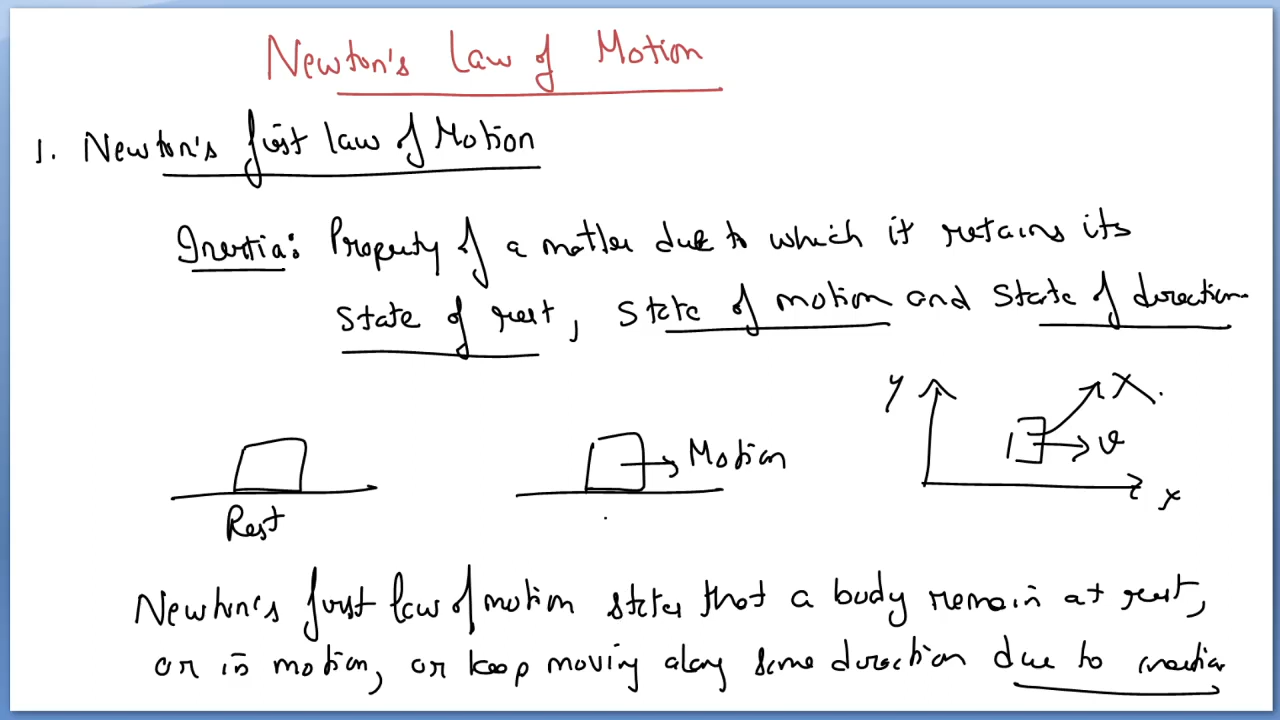 Newton's Law of Motion
1. Newton's first law of Motion
Inertia: Property of a matter due to which it retains its
state of rest, state of motion and state of direction
Y X
Motion v
X
Rest
Newton's first law of motion states that a body remain at rest,
or in motion, or keep moving along same direction due to inertia